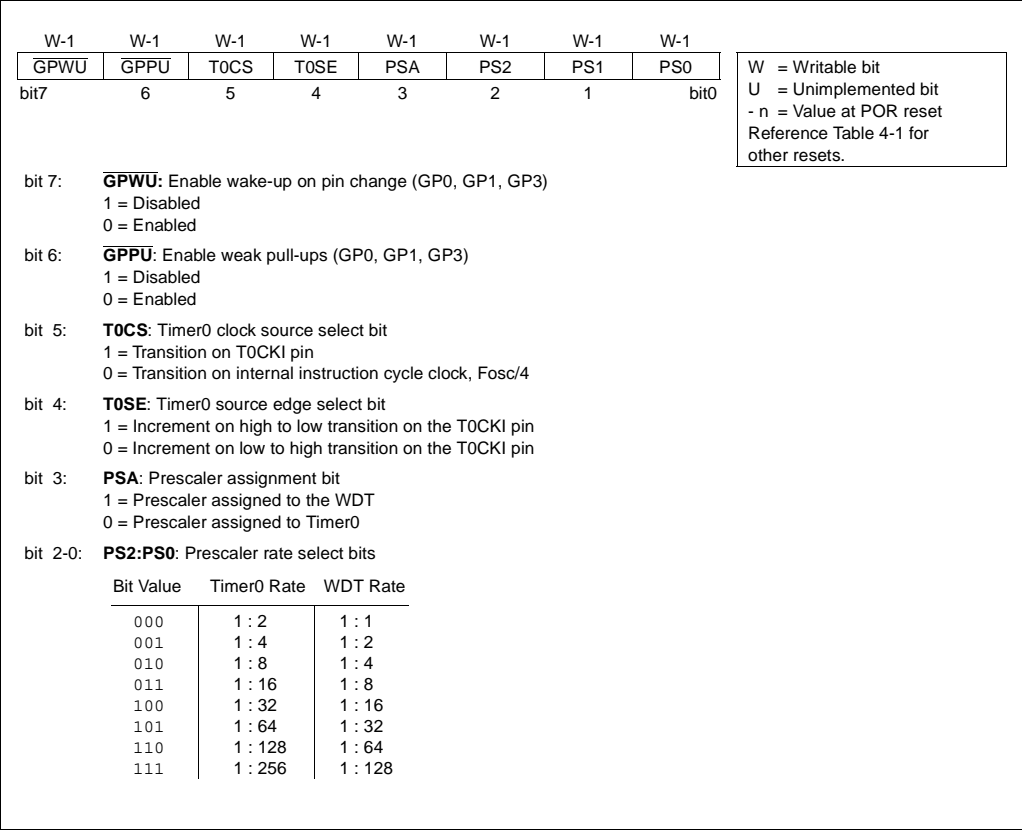 W-1 W-1 W-1 W-1 W-1 W-1 W-1 W-1
GPWU GPPU T0CS T0SE PSA PS2 PS1 PS0
bit7 6 5 4 3 2 1 bit0
W = Writable bit
U = Unimplemented bit
- n = Value at POR reset
Reference Table 4-1 for
other resets.
bit 7: GPWU: Enable wake-up on pin change (GP0, GP1, GP3)
1 = Disabled
0 = Enabled
bit 6: GPPU: Enable weak pull-ups (GP0, GP1, GP3)
1 = Disabled
0 = Enabled
bit 5: T0CS: Timer0 clock source select bit
1 = Transition on T0CKI pin
0 = Transition on internal instruction cycle clock, Fosc/4
bit 4: T0SE: Timer0 source edge select bit
1 = Increment on high to low transition on the T0CKI pin
0 = Increment on low to high transition on the T0CKI pin
bit 3: PSA: Prescaler assignment bit
1 = Prescaler assigned to the WDT
0 = Prescaler assigned to Timer0
bit 2-0: PS2:PS0: Prescaler rate select bits
Bit Value Timer0 Rate WDT Rate
000 1 : 2 1 : 1
001 1 : 4 1 : 2
010 1 : 8 1 : 4
011 1 : 16 1 : 8
100 1 : 32 1 : 16
101 1 : 64 1 : 32
110 1 : 128 1 : 64
111 1 : 256 1 : 128